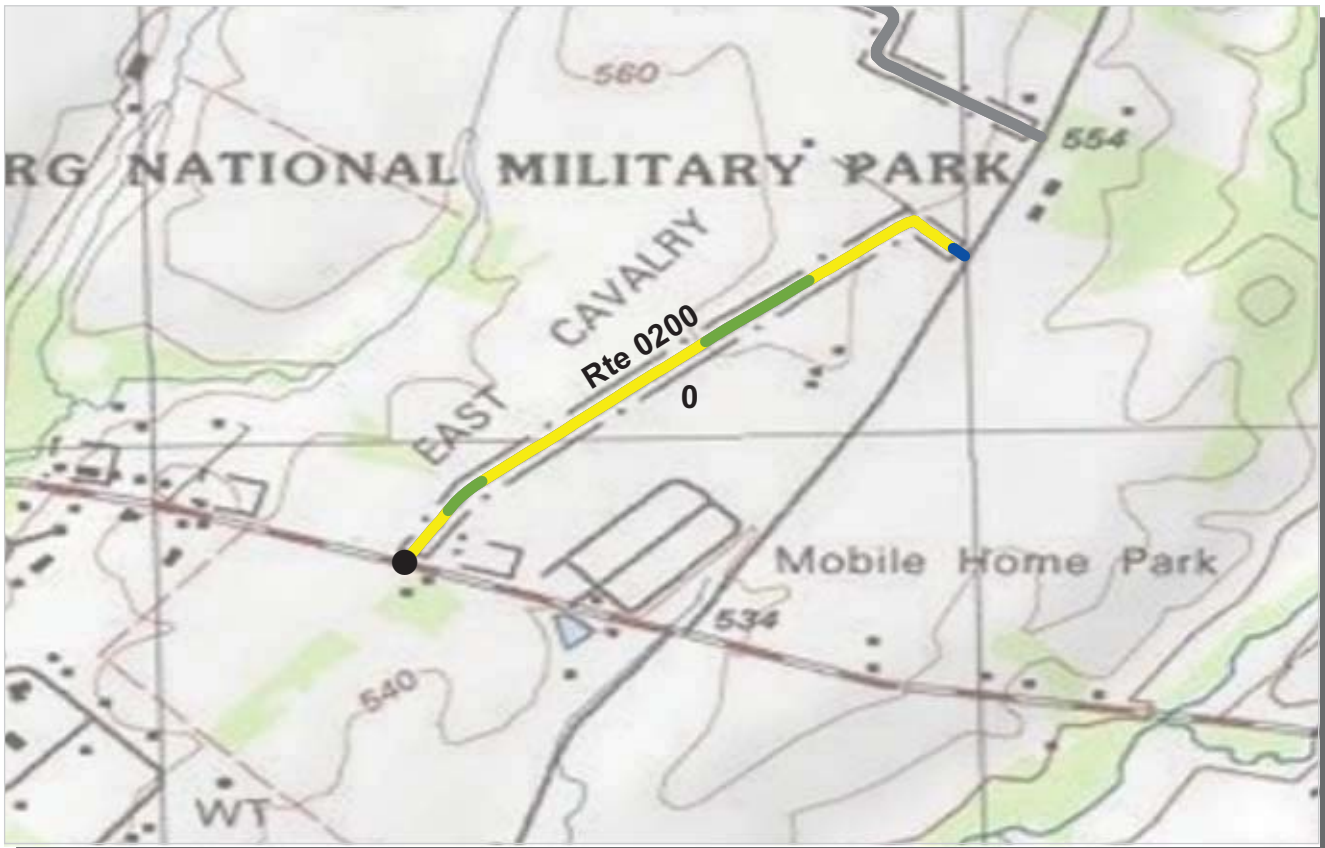 560
554
RG NATIONAL MILITARY PARK
CAVALRY
Rte 0200
0
EAST
Mobile Home Park
534
540
WT